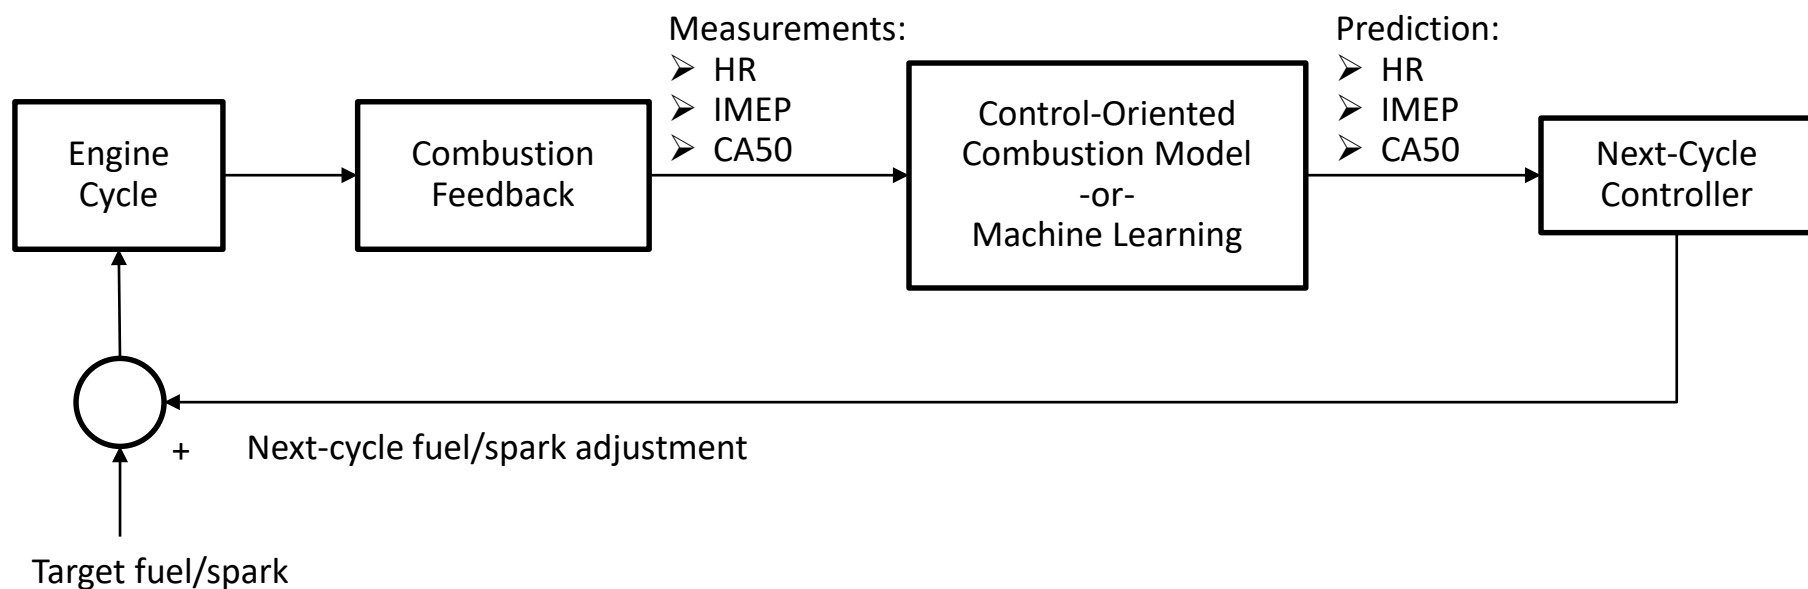 Measurements:
➢ HR
➢ IMEP
➢ CA50
Prediction:
➢ HR
➢ IMEP
➢ CA50
Engine
Cycle
Combustion
Feedback
Control-Oriented
Combustion Model
-or-
Machine Learning
Next-Cycle
Controller
+
Next-cycle fuel/spark adjustment
Target fuel/spark